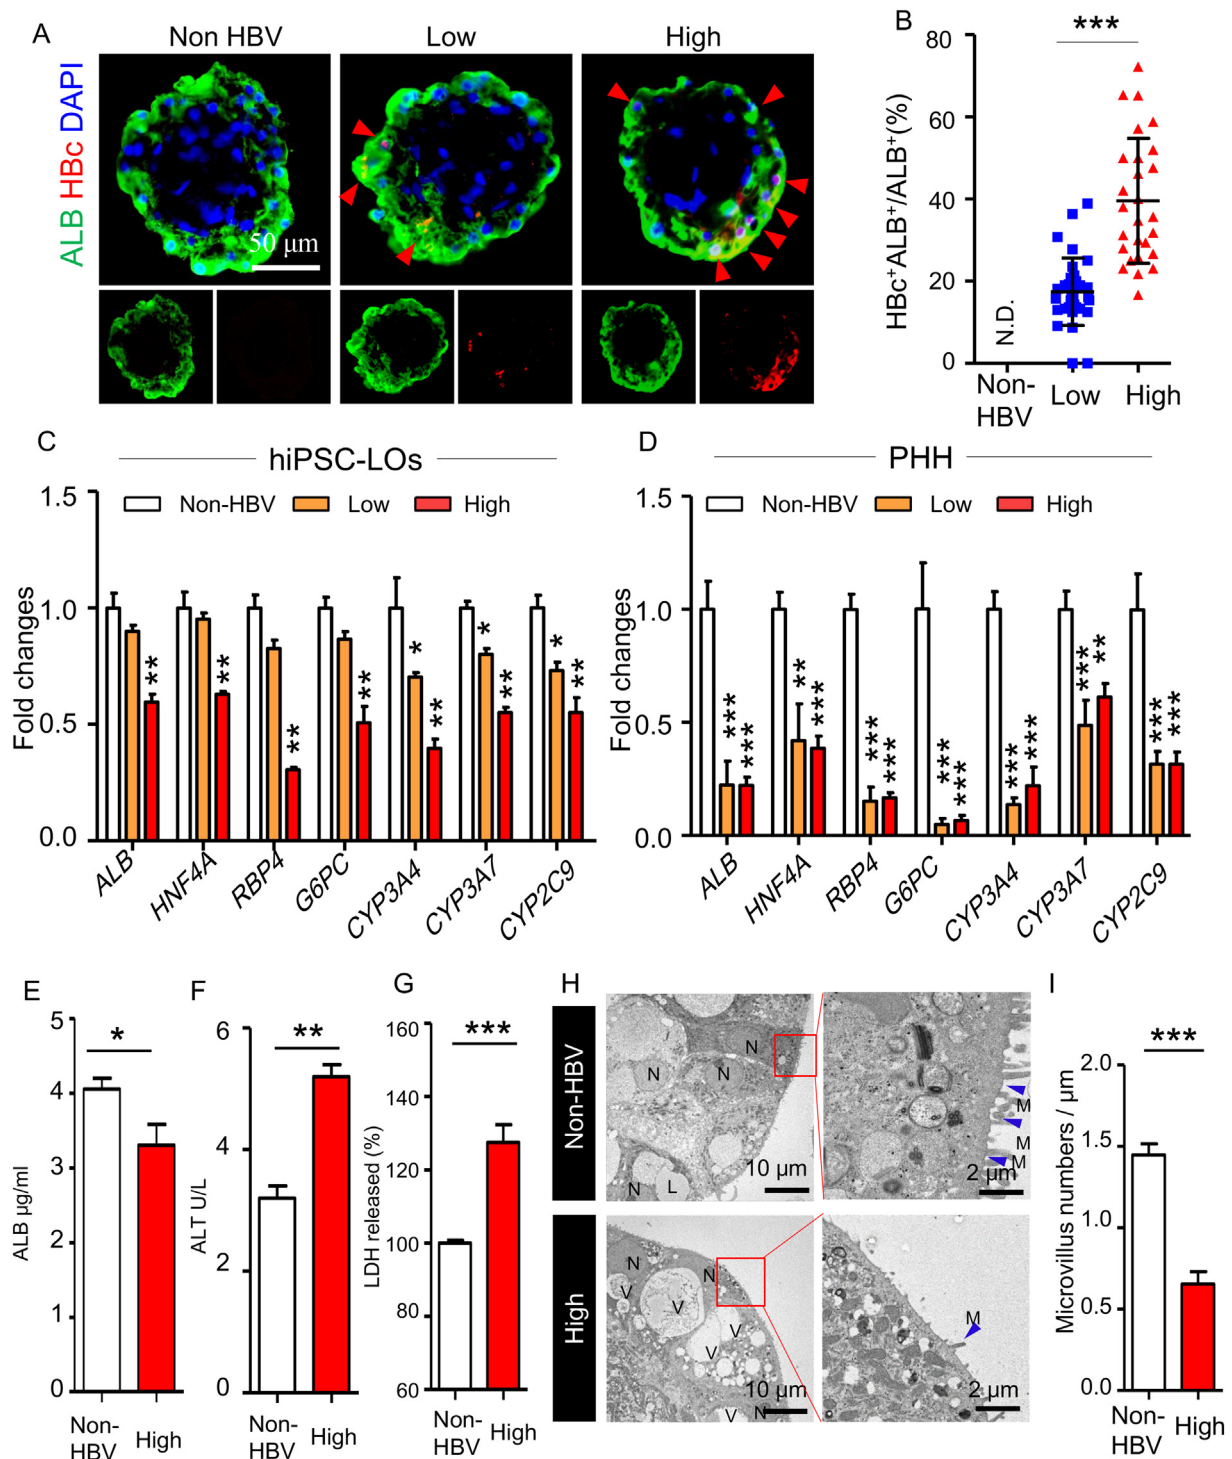 A
Non HBV
Low
High
ALB HBc DAPI
50 μm
B
***
HBc⁺ALB⁺/ALB⁺(%)
80
60
40
20
0
N.D.
Non-
HBV
Low
High
C
hiPSC-LOs
Non-HBV
Low
High
Fold changes
1.5
1.0
0.5
0.0
**
**
**
**
*
**
*
**
*
**
ALB
HNF4A
RBP4
G6PC
CYP3A4
CYP3A7
CYP2C9
D
PHH
Non-HBV
Low
High
Fold changes
1.5
1.0
0.5
0.0
***
***
**
***
***
***
***
***
***
***
***
**
***
***
ALB
HNF4A
RBP4
G6PC
CYP3A4
CYP3A7
CYP2C9
E
*
ALB μg/ml
5
4
3
2
1
0
Non-
HBV
High
F
**
ALT U/L
6
4
2
0
Non-
HBV
High
G
***
LDH released (%)
160
140
120
100
80
60
Non-
HBV
High
H
Non-HBV
N
N
N
N
L
10 μm
M
M
M
2 μm
High
N
N
V
V
V
V
V
N
10 μm
M
2 μm
I
***
Microvillus numbers / μm
2.0
1.5
1.0
0.5
0.0
Non-
HBV
High